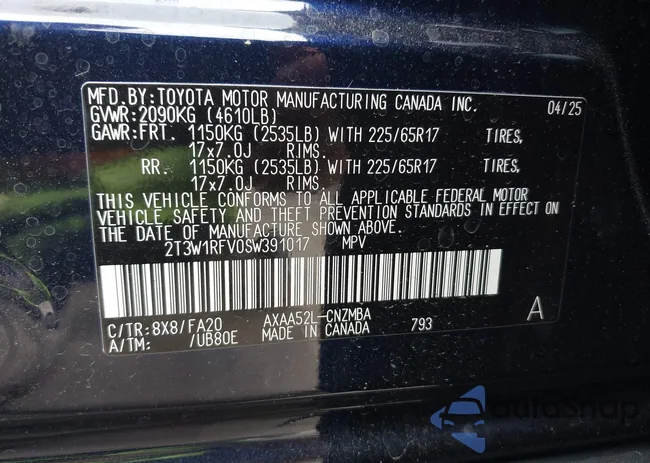 MFD.BY:TOYOTA MOTOR MANUFACTURING CANADA INC. 04/25
GVWR:2090KG (4610LB)
GAWR:FRT. 1150KG (2535LB) WITH 225/65R17 TIRES,
17x7.0J RIMS.
RR. 1150KG (2535LB) WITH 225/65R17 TIRES,
17x7.0J RIMS.
THIS VEHICLE CONFORMS TO ALL APPLICABLE FEDERAL MOTOR
VEHICLE SAFETY AND THEFT PREVENTION STANDARDS IN EFFECT ON
THE DATE OF MANUFACTURE SHOWN ABOVE.
2T3W1RFV0SW391017 MPV
C/TR:8X8/FA20 AXAA52L-CNZMBA 793 A
A/TM: /UB80E MADE IN CANADA
autoSnap